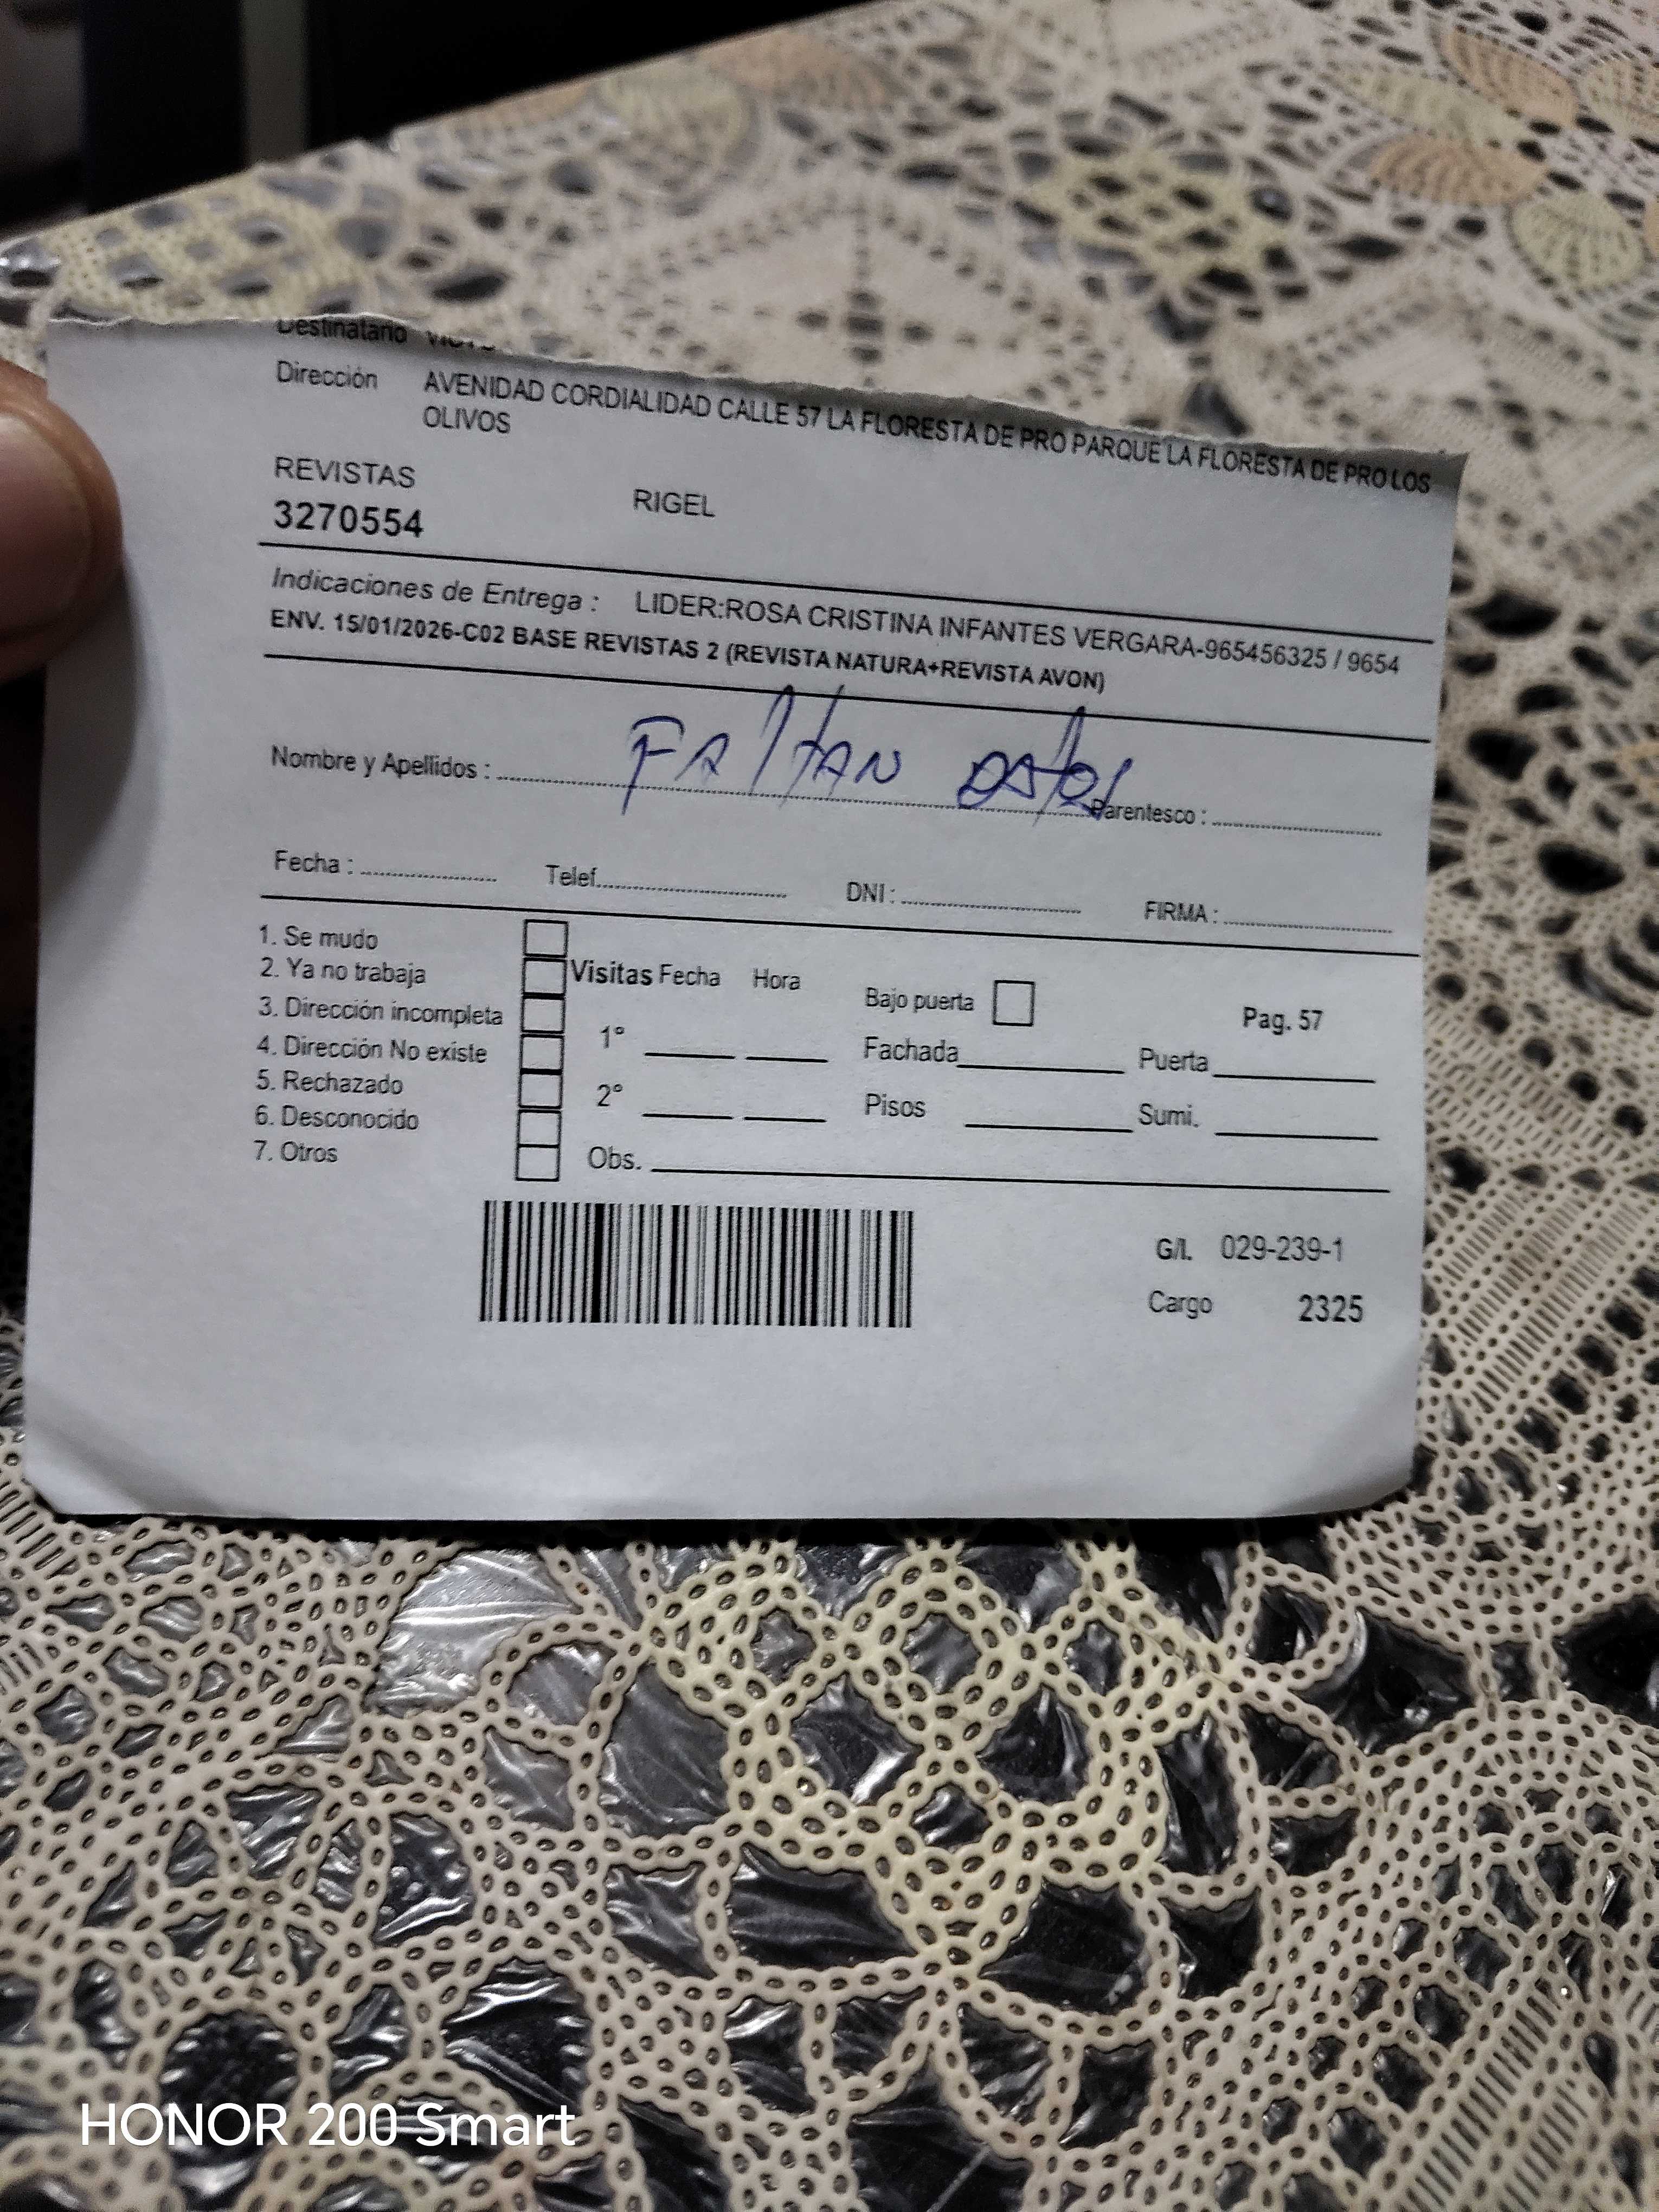 Destinatario
Dirección AVENIDAD CORDIALIDAD CALLE 57 LA FLORESTA DE PRO PARQUE LA FLORESTA DE PRO LOS
OLIVOS
REVISTAS RIGEL
3270554
Indicaciones de Entrega : LIDER:ROSA CRISTINA INFANTES VERGARA-965456325 / 9654
ENV. 15/01/2026-C02 BASE REVISTAS 2 (REVISTA NATURA+REVISTA AVON)
Nombre y Apellidos : FAltAN Parentesco :
Fecha : Telef. DNI : FIRMA :
1. Se mudo
2. Ya no trabaja Visitas Fecha Hora Bajo puerta Pag. 57
3. Dirección incompleta 1° Fachada Puerta
4. Dirección No existe
5. Rechazado 2° Pisos Sumi.
6. Desconocido
7. Otros Obs.
G/I. 029-239-1
Cargo 2325
HONOR 200 Smart